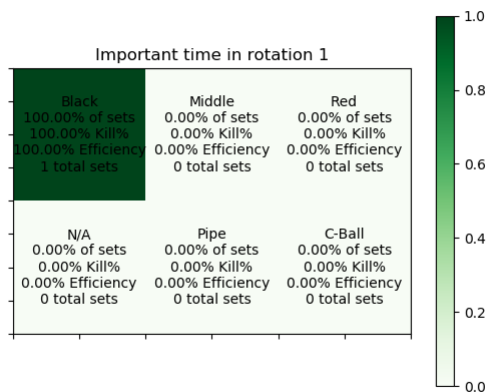 Important time in rotation 1
Black
100.00% of sets
100.00% Kill%
100.00% Efficiency
1 total sets
Middle
0.00% of sets
0.00% Kill%
0.00% Efficiency
0 total sets
Red
0.00% of sets
0.00% Kill%
0.00% Efficiency
0 total sets
N/A
0.00% of sets
0.00% Kill%
0.00% Efficiency
0 total sets
Pipe
0.00% of sets
0.00% Kill%
0.00% Efficiency
0 total sets
C-Ball
0.00% of sets
0.00% Kill%
0.00% Efficiency
0 total sets
1.0
0.8
0.6
0.4
0.2
0.0